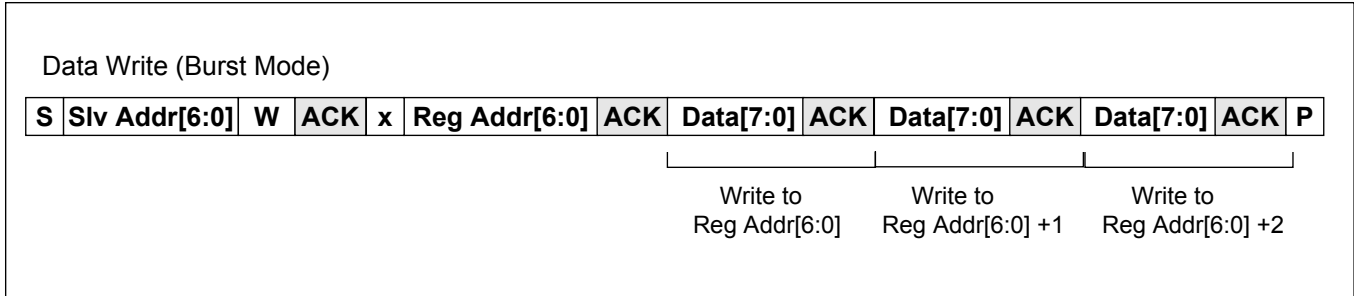 Data Write (Burst Mode)
S Slv Addr[6:0] W ACK x Reg Addr[6:0] ACK Data[7:0] ACK Data[7:0] ACK Data[7:0] ACK P
Write to Write to Write to
Reg Addr[6:0] Reg Addr[6:0] +1 Reg Addr[6:0] +2